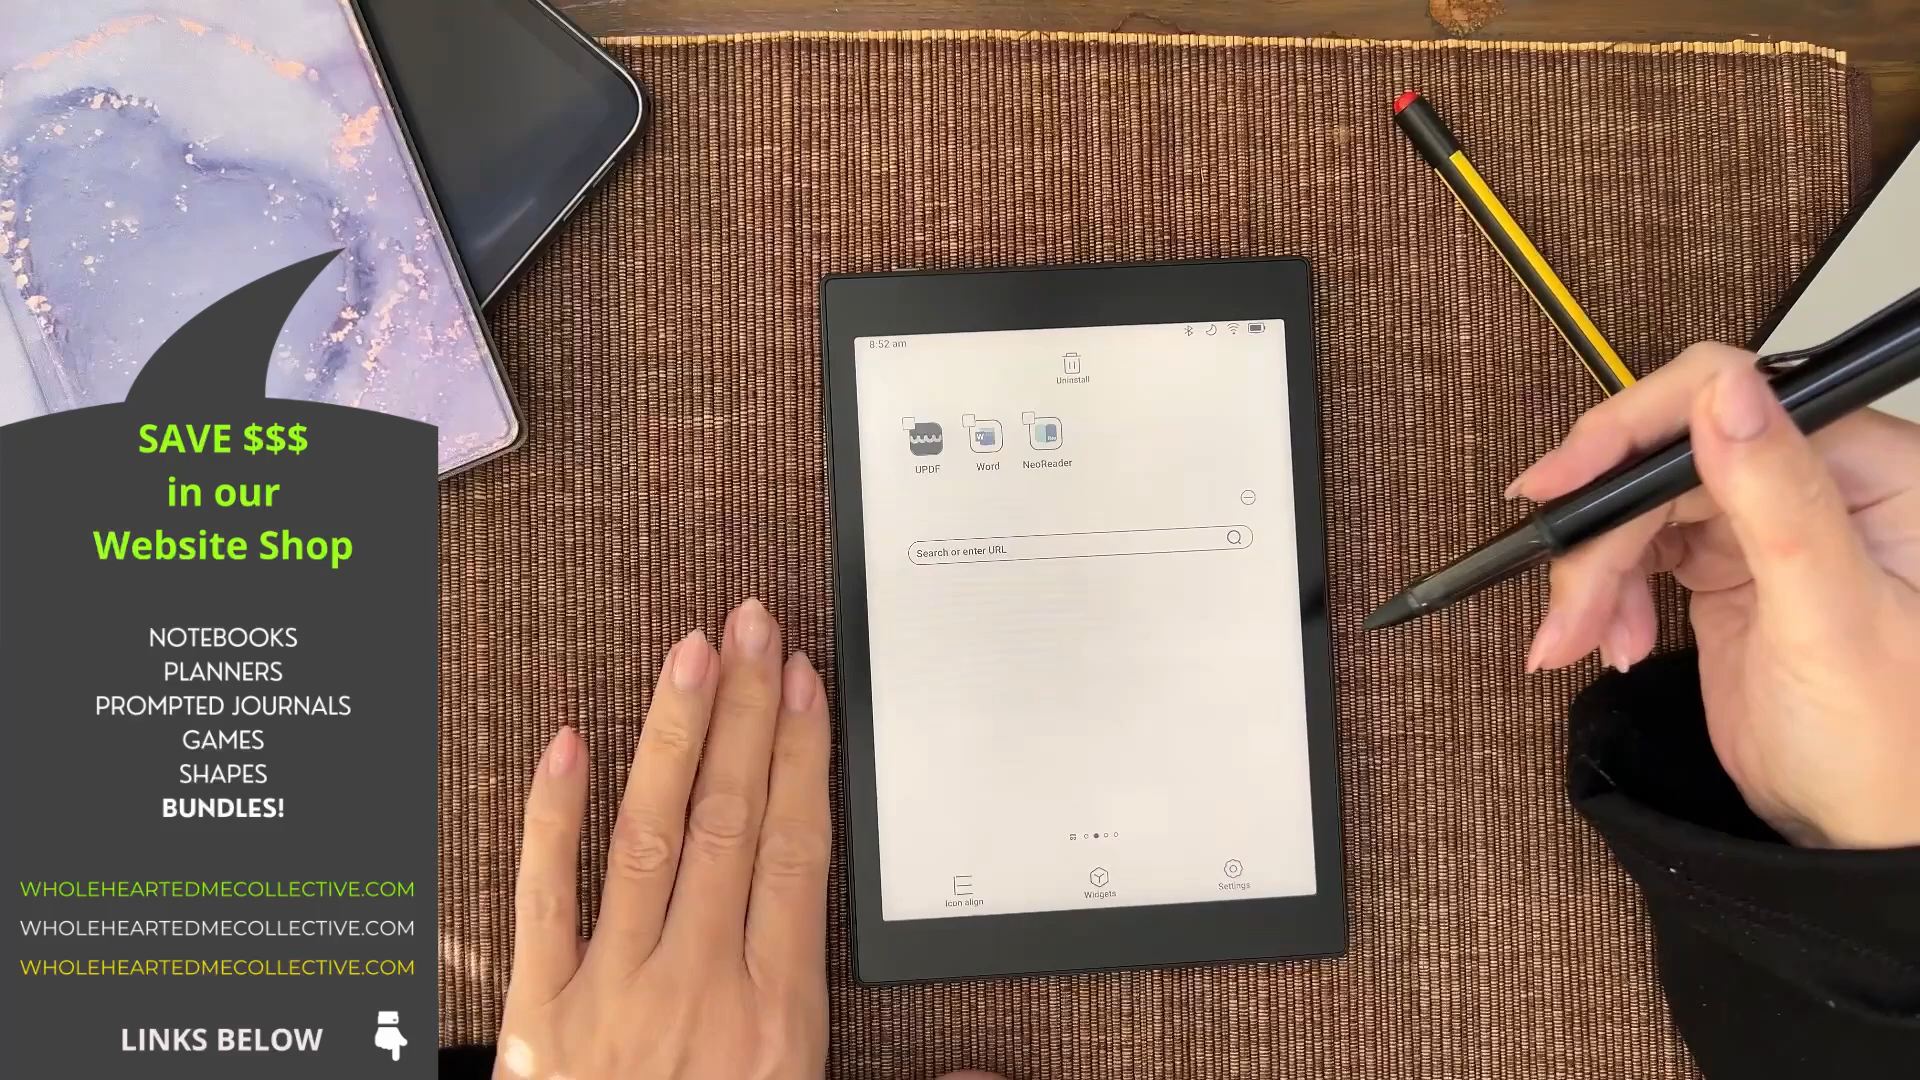 SAVE $$$
in our
Website Shop
NOTEBOOKS
PLANNERS
PROMPTED JOURNALS
GAMES
SHAPES
BUNDLES!
WHOLEHEARTEDMECOLLECTIVE.COM
WHOLEHEARTEDMECOLLECTIVE.COM
WHOLEHEARTEDMECOLLECTIVE.COM
LINKS BELOW
8:52 am
Uninstall
UPDF Word NeoReader
Search or enter URL
Icon align Widgets Settings